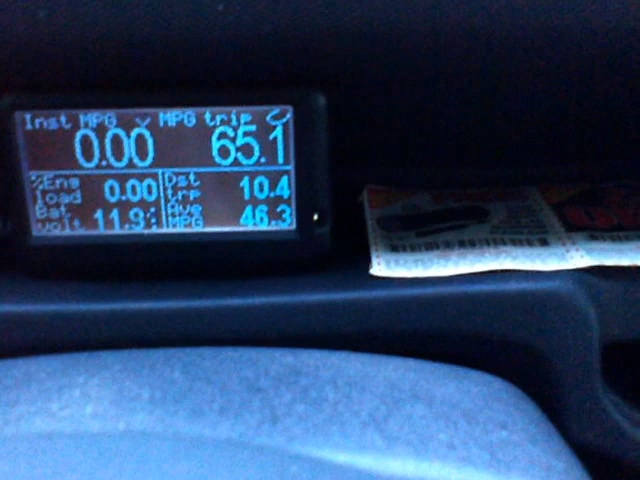 Inst MPG MPG trip
0.00 65.1
%Eng load 0.00 Dst trp 10.4
Bat volt 11.9 Ave MPG 46.3